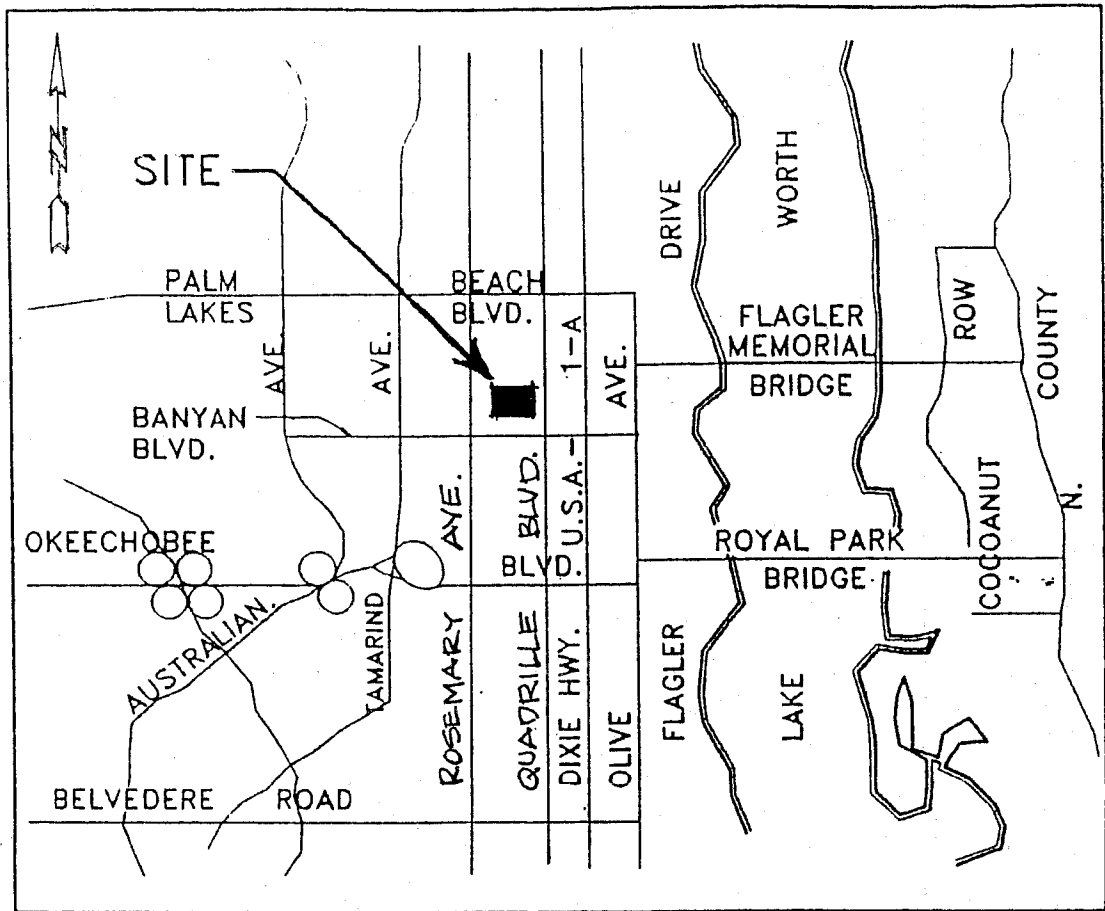 N
SITE
PALM
LAKES
BEACH
BLVD.
AVE.
AVE.
BANYAN
BLVD.
1-A
AVE.
DRIVE
WORTH
FLAGLER
MEMORIAL
BRIDGE
ROW
COUNTY
OKEECHOBEE
BLVD.
AUSTRALIAN.
TAMARIND
ROSEMARY AVE.
QUADRILLE BLVD.
DIXIE HWY. U.S.A.-
OLIVE
ROYAL PARK
BRIDGE
COCOANUT
N.
FLAGLER
LAKE
BELVEDERE ROAD